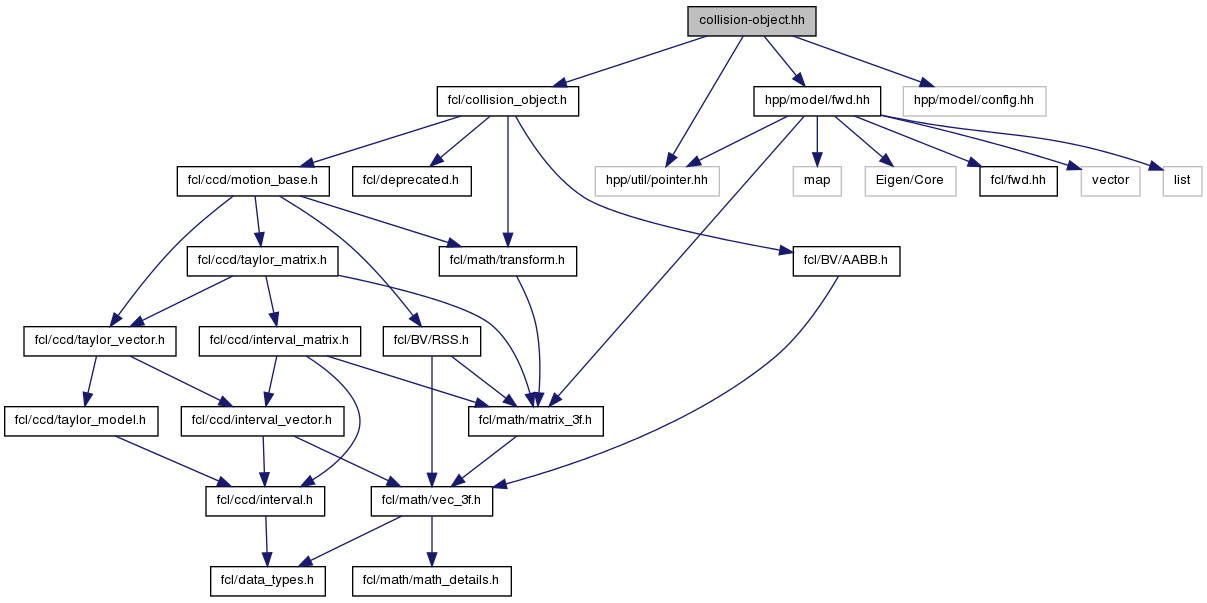 collision-object.hh
fcl/collision_object.h
hpp/model/fwd.hh
hpp/model/config.hh
fcl/ccd/motion_base.h
fcl/deprecated.h
hpp/util/pointer.hh
map
Eigen/Core
fcl/fwd.hh
vector
list
fcl/ccd/taylor_matrix.h
fcl/math/transform.h
fcl/BV/AABB.h
fcl/ccd/taylor_vector.h
fcl/ccd/interval_matrix.h
fcl/BV/RSS.h
fcl/ccd/taylor_model.h
fcl/ccd/interval_vector.h
fcl/math/matrix_3f.h
fcl/ccd/interval.h
fcl/math/vec_3f.h
fcl/data_types.h
fcl/math/math_details.h